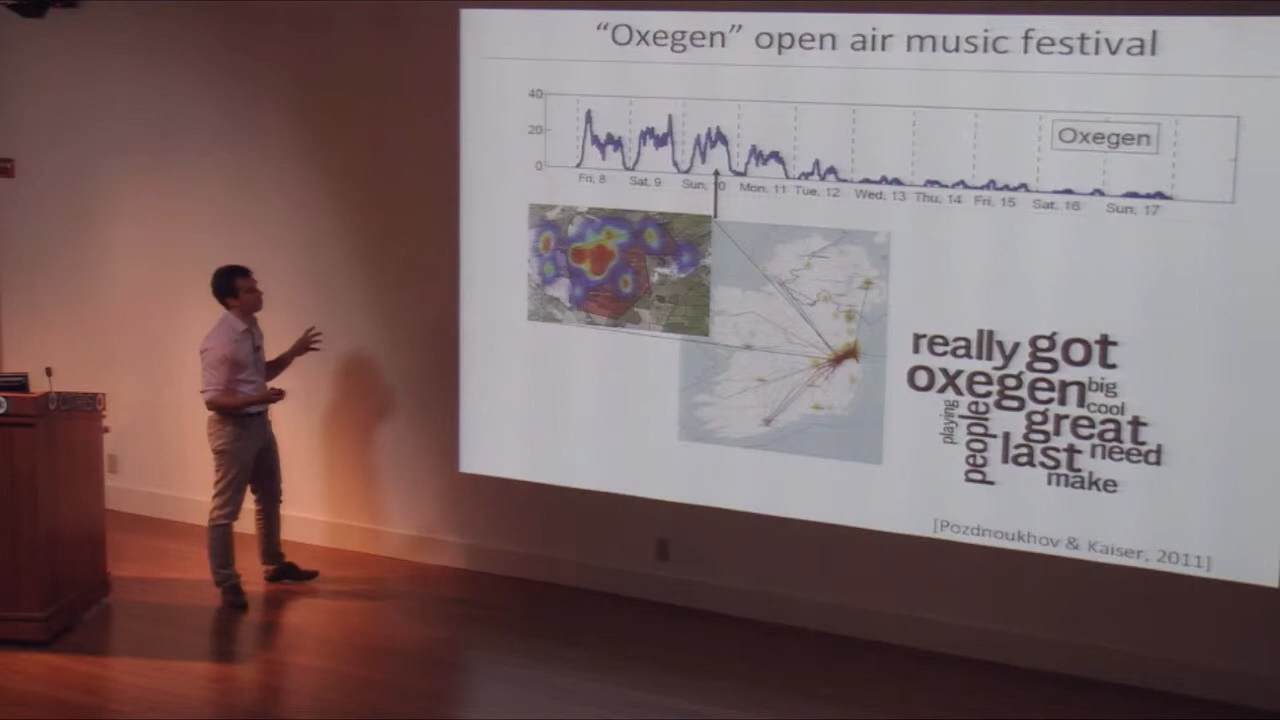 “Oxegen” open air music festival
40
20
0
Oxegen
Fri, 8 Sat. 9 Sun, 10 Mon. 11 Tue, 12 Wed, 13 Thu, 14 Fri, 15 Sat. 16 Sun, 17
really got
oxegen big
cool
playing
people
great
last need
make
[Pozdnoukhov & Kaiser, 2011]
CITRIS